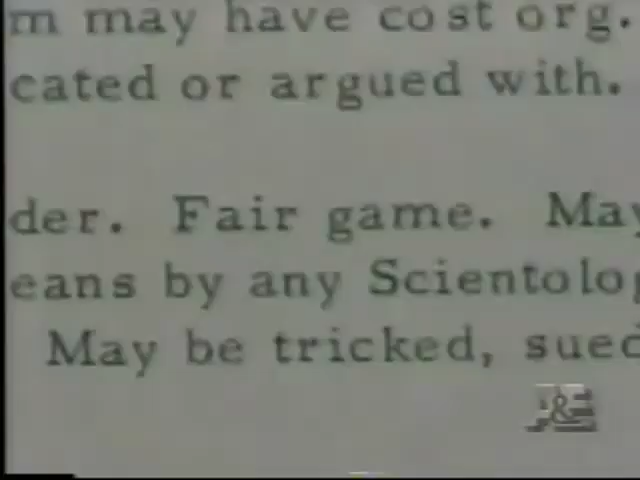 m may have cost org.
cated or argued with.
der. Fair game. May
eans by any Scientolog
May be tricked, sued
&